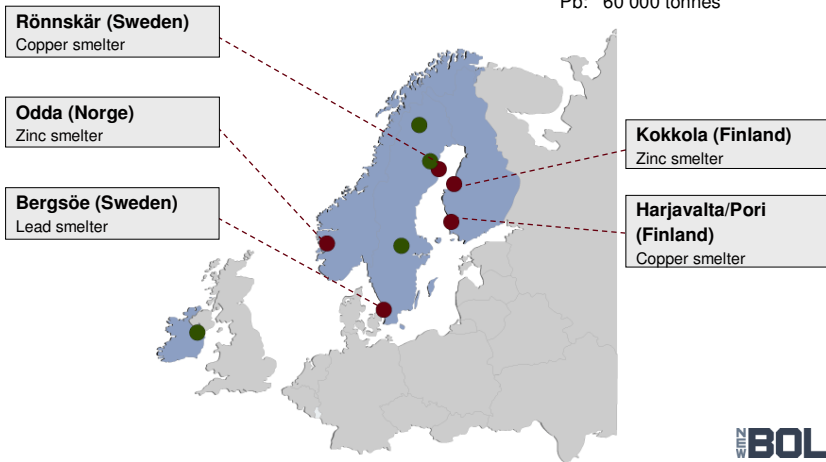 Pb: 60 000 tonnes
Rönnskär (Sweden)
Copper smelter
Odda (Norge)
Zinc smelter
Bergsöe (Sweden)
Lead smelter
Kokkola (Finland)
Zinc smelter
Harjavalta/Pori
(Finland)
Copper smelter
NEW BOL